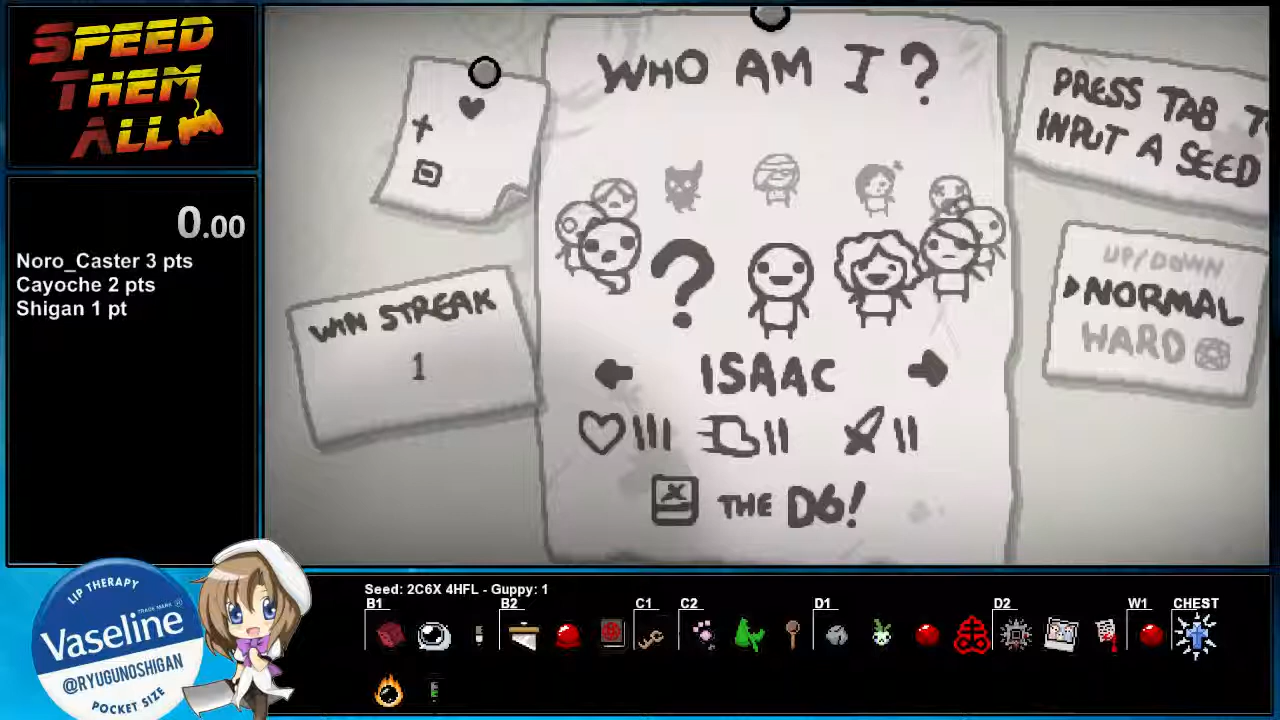 SPEED
THEM
ALL
0.00
Noro_Caster 3 pts
Cayoche 2 pts
Shigan 1 pt
WHO AM I?
X
WIN STREAK
1
PRESS TAB T
INPUT A SEED
UP/DOWN
NORMAL
HARD
ISAAC
THE D6!
LIP THERAPY
TRADE MARK ®
Vaseline
@RYUGUNOSHIGAN
POCKET SIZE
Seed: 2C6X 4HFL - Guppy: 1
B1 B2 C1 C2 D1 D2 W1 CHEST